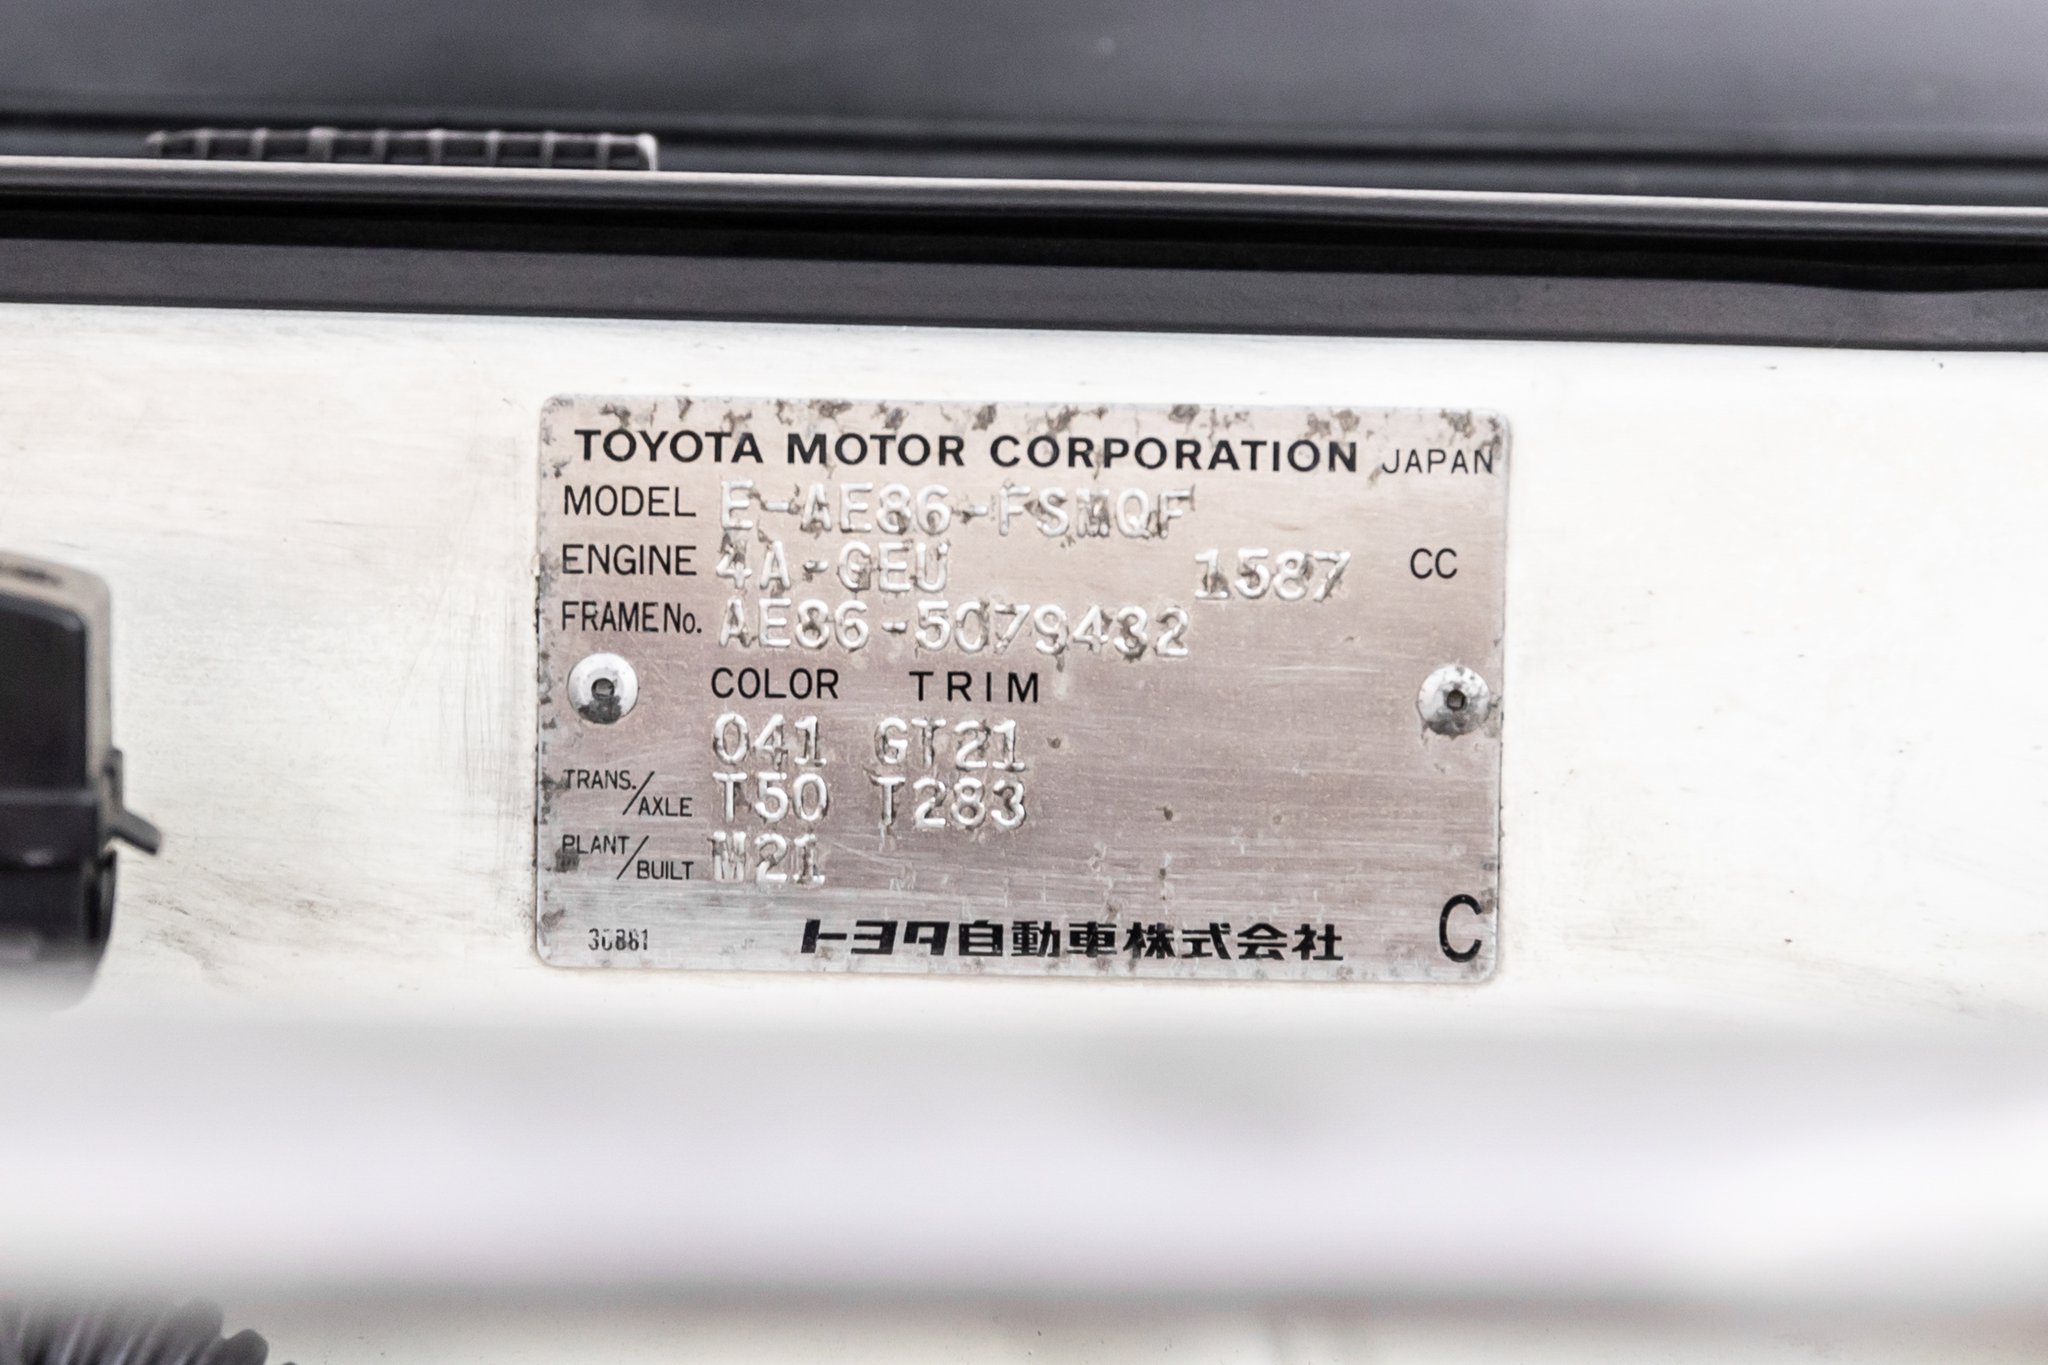 TOYOTA MOTOR CORPORATION JAPAN
MODEL E-AE86-FSMQF
ENGINE 4A-GEU 1587 CC
FRAME No. AE86-5079432
COLOR TRIM
041 GT21
TRANS./AXLE T50 T283
PLANT/BUILT M21
トヨタ自動車株式会社 C